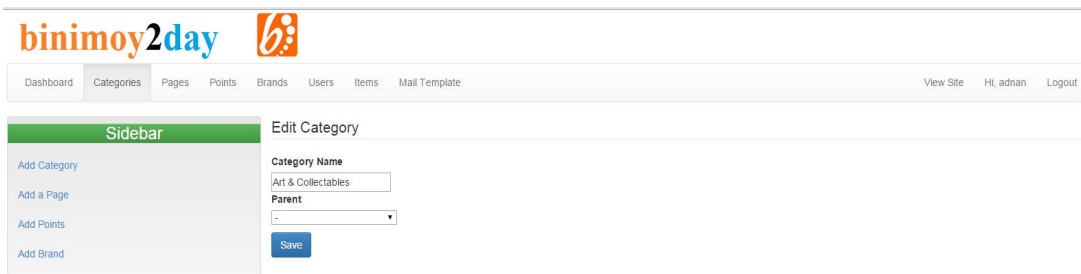 binimoy2day b:
Dashboard Categories Pages Points Brands Users Items Mail Template View Site Hi, adnan Logout
Sidebar
Add Category
Add a Page
Add Points
Add Brand
Edit Category
Category Name
Art & Collectables
Parent
-
Save